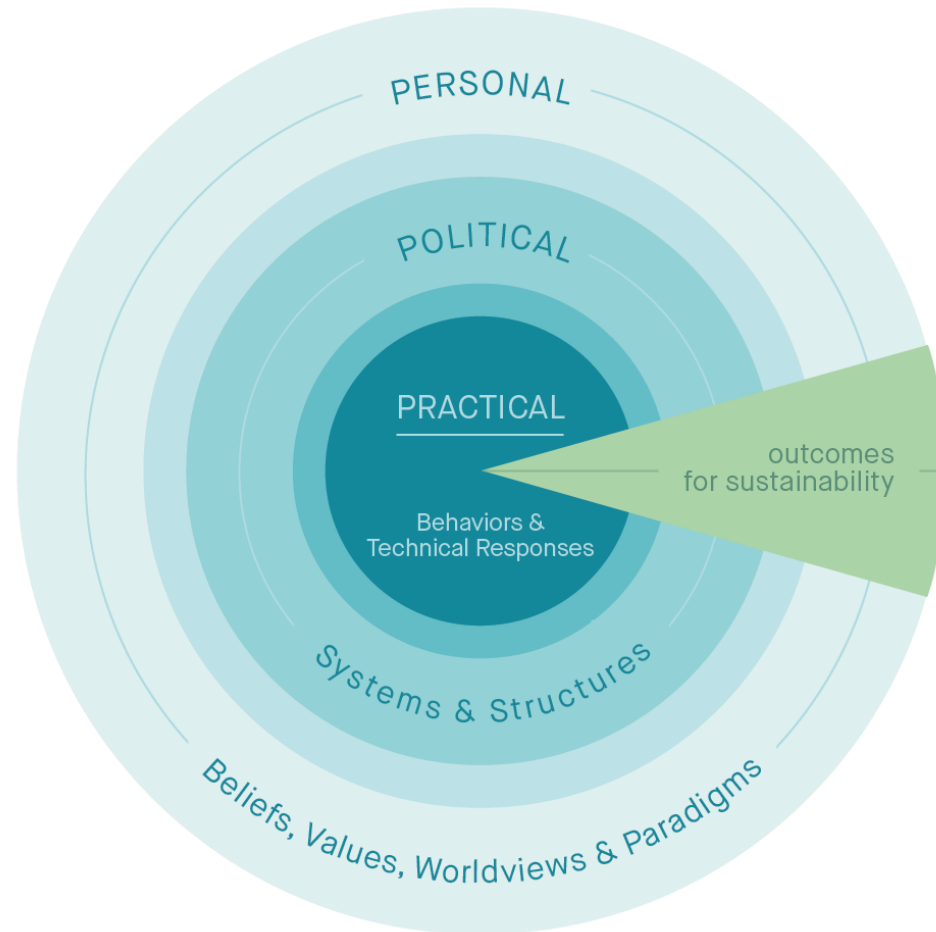 PERSONAL
POLITICAL
PRACTICAL
outcomes
for sustainability
Behaviors &
Technical Responses
Systems & Structures
Beliefs, Values, Worldviews & Paradigms